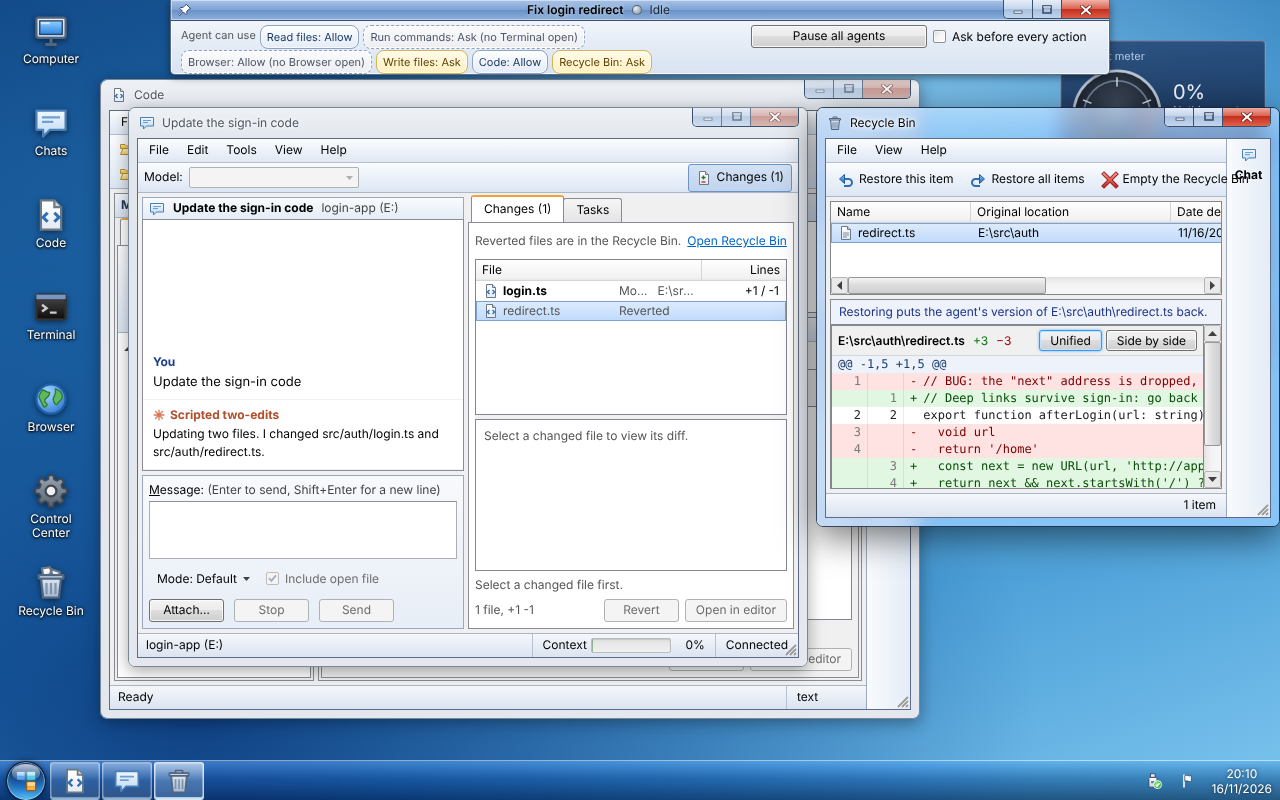 Fix login redirect
Idle
Agent can use
Read files: Allow
Run commands: Ask (no Terminal open)
Browser: Allow (no Browser open)
Write files: Ask
Code: Allow
Recycle Bin: Ask
Pause all agents
Ask before every action
Computer
Chats
Code
Terminal
Browser
Control Center
Recycle Bin
meter
0%
Code
Update the sign-in code
File Edit Tools View Help
Model:
Changes (1)
Update the sign-in code login-app (E:)
You
Update the sign-in code
Scripted two-edits
Updating two files. I changed src/auth/login.ts and
src/auth/redirect.ts.
Message: (Enter to send, Shift+Enter for a new line)
Mode: Default
Include open file
Attach...
Stop
Send
Changes (1)
Tasks
Reverted files are in the Recycle Bin. Open Recycle Bin
File Lines
login.ts Mo... E:\sr... +1 / -1
redirect.ts Reverted
Select a changed file to view its diff.
Select a changed file first.
1 file, +1 -1
Revert
Open in editor
login-app (E:)
Context 0%
Connected
editor
Ready
text
Recycle Bin
File View Help
Restore this item
Restore all items
Empty the Recycle Bin
Chat
Name Original location Date de
redirect.ts E:\src\auth 11/16/20
Restoring puts the agent's version of E:\src\auth\redirect.ts back.
E:\src\auth\redirect.ts +3 −3
Unified
Side by side
@@ -1,5 +1,5 @@
1 - // BUG: the "next" address is dropped,
1 + // Deep links survive sign-in: go back
2 2 export function afterLogin(url: string)
3 - void url
4 - return '/home'
3 + const next = new URL(url, 'http://app
4 + return next && next.startsWith('/') ?
1 item
20:10
16/11/2026